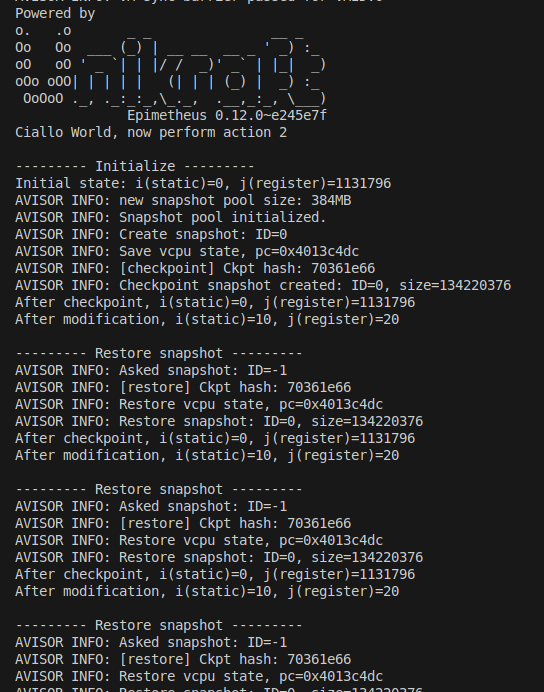 Powered by
o.   .o       _ _               __ _
Oo   Oo  ___ (_) | __ __  __ _ ' _) :_
oO   oO ' _ `| | |/ /  _)' _` | |_|  _)
oOo oOO| | | | |   (| | | (_) |   _) :_
 OoOoO ._, ._:_:_,\_._,  .__,_:_, \___)
              Epimetheus 0.12.0~e245e7f
Ciallo World, now perform action 2
--------- Initialize ---------
Initial state: i(static)=0, j(register)=1131796
AVISOR INFO: new snapshot pool size: 384MB
AVISOR INFO: Snapshot pool initialized.
AVISOR INFO: Create snapshot: ID=0
AVISOR INFO: Save vcpu state, pc=0x4013c4dc
AVISOR INFO: [checkpoint] Ckpt hash: 70361e66
AVISOR INFO: Checkpoint snapshot created: ID=0, size=134220376
After checkpoint, i(static)=0, j(register)=1131796
After modification, i(static)=10, j(register)=20
--------- Restore snapshot ---------
AVISOR INFO: Asked snapshot: ID=-1
AVISOR INFO: [restore] Ckpt hash: 70361e66
AVISOR INFO: Restore vcpu state, pc=0x4013c4dc
AVISOR INFO: Restore snapshot: ID=0, size=134220376
After checkpoint, i(static)=0, j(register)=1131796
After modification, i(static)=10, j(register)=20
--------- Restore snapshot ---------
AVISOR INFO: Asked snapshot: ID=-1
AVISOR INFO: [restore] Ckpt hash: 70361e66
AVISOR INFO: Restore vcpu state, pc=0x4013c4dc
AVISOR INFO: Restore snapshot: ID=0, size=134220376
After checkpoint, i(static)=0, j(register)=1131796
After modification, i(static)=10, j(register)=20
--------- Restore snapshot ---------
AVISOR INFO: Asked snapshot: ID=-1
AVISOR INFO: [restore] Ckpt hash: 70361e66
AVISOR INFO: Restore vcpu state, pc=0x4013c4dc